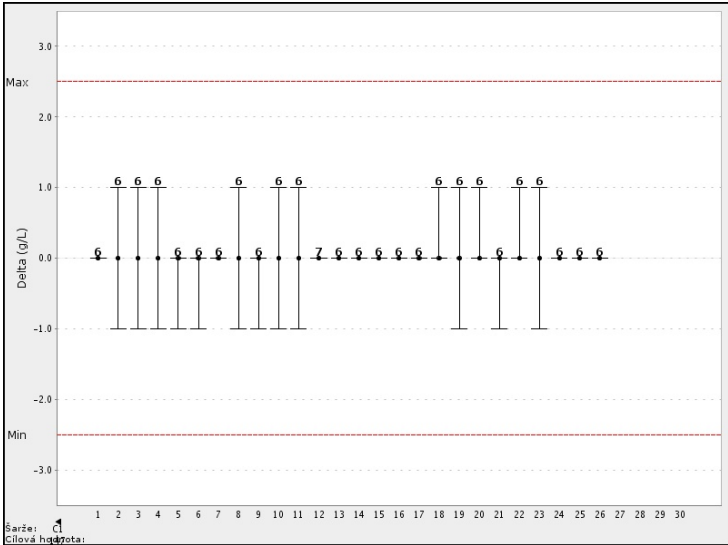 3.0
Max
2.0
6 6 6 6 6 6 6 6 6 6 6
1.0
6 6 6 6 6 6 7 6 6 6 6 6 6 6 6 6
0.0
Delta (g/L)
-1.0
-2.0
Min
-3.0
1 2 3 4 5 6 7 8 9 10 11 12 13 14 15 16 17 18 19 20 21 22 23 24 25 26 27 28 29 30
Šarže: C1
Cílová hodnota: